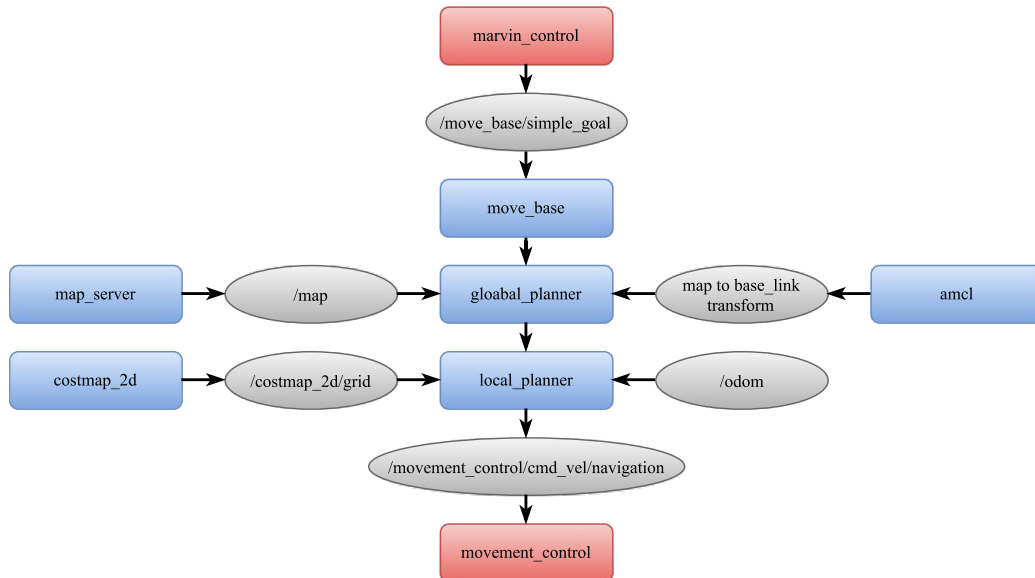 marvin_control
/move_base/simple_goal
move_base
map_server
/map
gloabal_planner
map to base_link
transform
amcl
costmap_2d
/costmap_2d/grid
local_planner
/odom
/movement_control/cmd_vel/navigation
movement_control